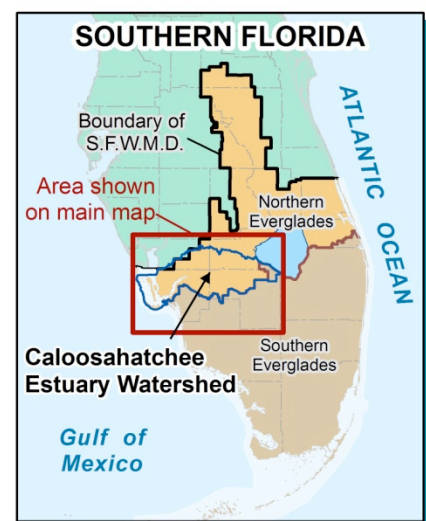 SOUTHERN FLORIDA
Boundary of
S.F.W.M.D.
ATLANTIC OCEAN
Area shown
on main map
Northern
Everglades
Caloosahatchee
Estuary Watershed
Southern
Everglades
Gulf of
Mexico